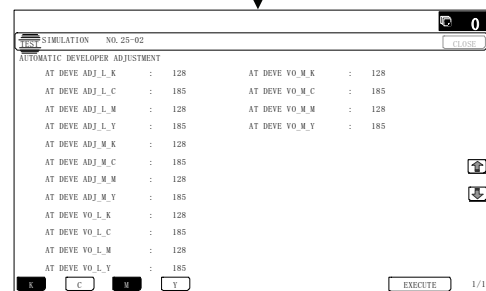 0
TEST SIMULATION NO. 25-02
CLOSE
AUTOMATIC DEVELOPER ADJUSTMENT
AT DEVE ADJ_L_K : 128 AT DEVE VO_M_K : 128
AT DEVE ADJ_L_C : 185 AT DEVE VO_M_C : 185
AT DEVE ADJ_L_M : 128 AT DEVE VO_M_M : 128
AT DEVE ADJ_L_Y : 185 AT DEVE VO_M_Y : 185
AT DEVE ADJ_M_K : 128
AT DEVE ADJ_M_C : 185
AT DEVE ADJ_M_M : 128
AT DEVE ADJ_M_Y : 185
AT DEVE VO_L_K : 128
AT DEVE VO_L_C : 185
AT DEVE VO_L_M : 128
AT DEVE VO_L_Y : 185
K C M Y EXECUTE 1/1